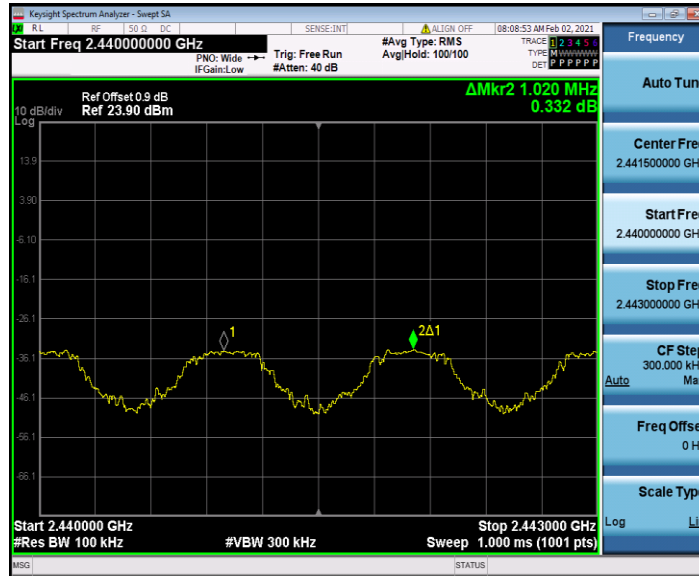 Keysight Spectrum Analyzer - Swept SA
LXI RL RF 50 Ω DC SENSE:INT ALIGN OFF 08:08:53 AM Feb 02, 2021
Start Freq 2.440000000 GHz
PNO: Wide
IFGain:Low
Trig: Free Run
#Atten: 40 dB
#Avg Type: RMS
Avg|Hold: 100/100
TRACE 1 2 3 4 5 6
TYPE M WWWWW
DET P P P P P P
ΔMkr2 1.020 MHz
0.332 dB
Ref Offset 0.9 dB
Ref 23.90 dBm
10 dB/div
Log
13.9
3.90
-6.10
-16.1
-26.1
-36.1
-46.1
-56.1
-66.1
1
2Δ1
Start 2.440000 GHz
Stop 2.443000 GHz
#Res BW 100 kHz
#VBW 300 kHz
Sweep 1.000 ms (1001 pts)
MSG
STATUS
Frequency
Auto Tun
Center Fre
2.441500000 GH
Start Fre
2.440000000 GH
Stop Fre
2.443000000 GH
CF Step
300.000 kH
Auto Ma
Freq Offse
0 H
Scale Type
Log Li